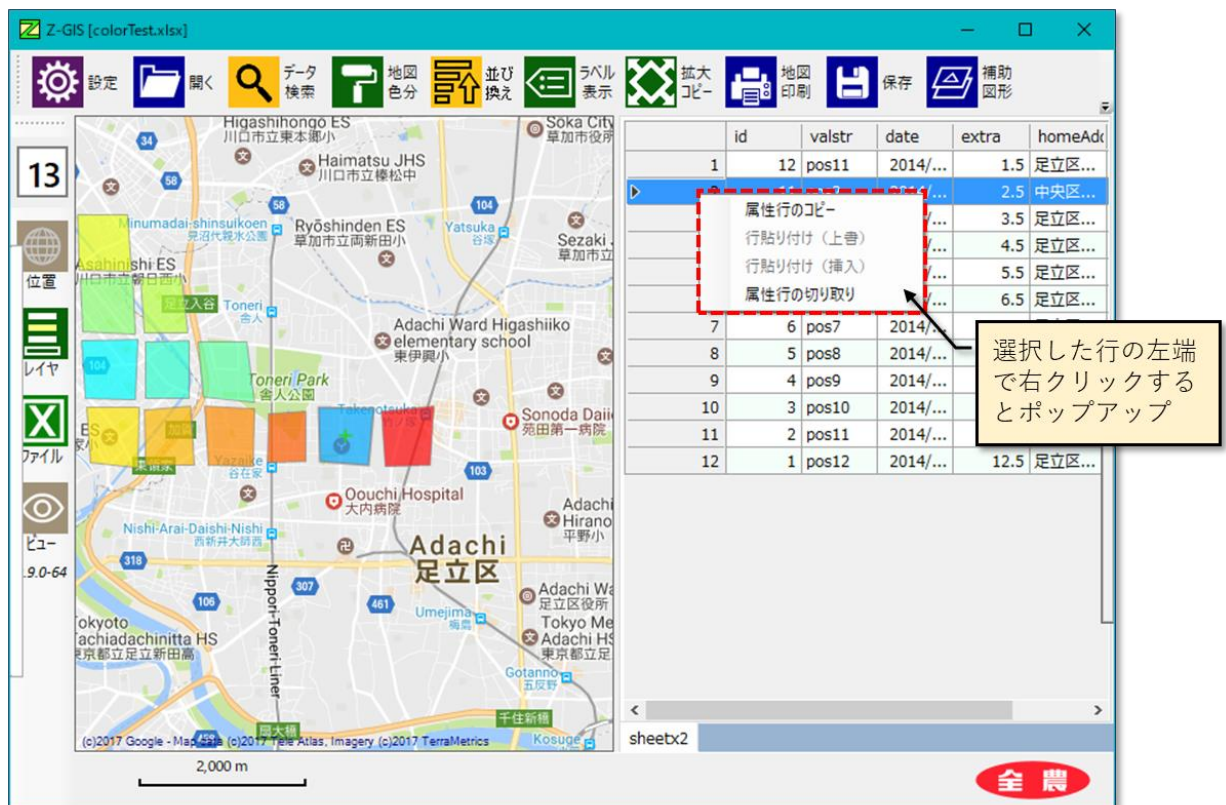 Z-GIS [colorTest.xlsx]
設定
開く
データ
検索
地図
色分
並び
換え
ラベル
表示
拡大
コピー
地図
印刷
保存
補助
図形
13
位置
レイヤ
ファイル
ビュー
.9.0-64
Higashihongō ES
川口市立東本郷小
Soka City
草加市役所
34
Haimatsu JHS
川口市立榛松中
58
58
104
Minumadai-shinsuikoen
見沼代親水公園
Ryōshinden ES
草加市立両新田小
Yatsuka
谷塚
Sezaki
草加市立
Asahinishi ES
川口市立朝日西小
足立入谷
Toneri
舎人
Adachi Ward Higashiiko
elementary school
東伊興小
104
Toneri Park
舎人公園
Takenotsuka
竹ノ塚
Sonoda Daii
苑田第一病院
ES
加賀
Yazaike
谷在家
103
Oouchi Hospital
大内病院
Adachi
Hirano
平野小
Nishi-Arai-Daishi-Nishi
西新井大師西
Adachi
足立区
318
307
106
461
Nippori-Toneri Liner
Umejima
梅島
Adachi Wa
足立区役所
Tokyo Me
Adachi HS
東京都立足
okyoto
achiadachinitta HS
東京都立足立新田高
Gotanno
五反野
千住新橋
扇大橋
Kosuge
(c)2017 Google - Map data (c)2017 Tele Atlas, Imagery (c)2017 TerraMetrics
2,000 m
id valstr date extra homeAdd
1 12 pos11 2014/... 1.5 足立区...
2.5 中央区...
3.5 足立区...
4.5 足立区...
5.5 足立区...
6.5 足立区...
7 6 pos7 2014/...
8 5 pos8 2014/...
9 4 pos9 2014/...
10 3 pos10 2014/...
11 2 pos11 2014/...
12 1 pos12 2014/... 12.5 足立区...
属性行のコピー
行貼り付け（上書）
行貼り付け（挿入）
属性行の切り取り
選択した行の左端
で右クリックする
とポップアップ
sheetx2
全農